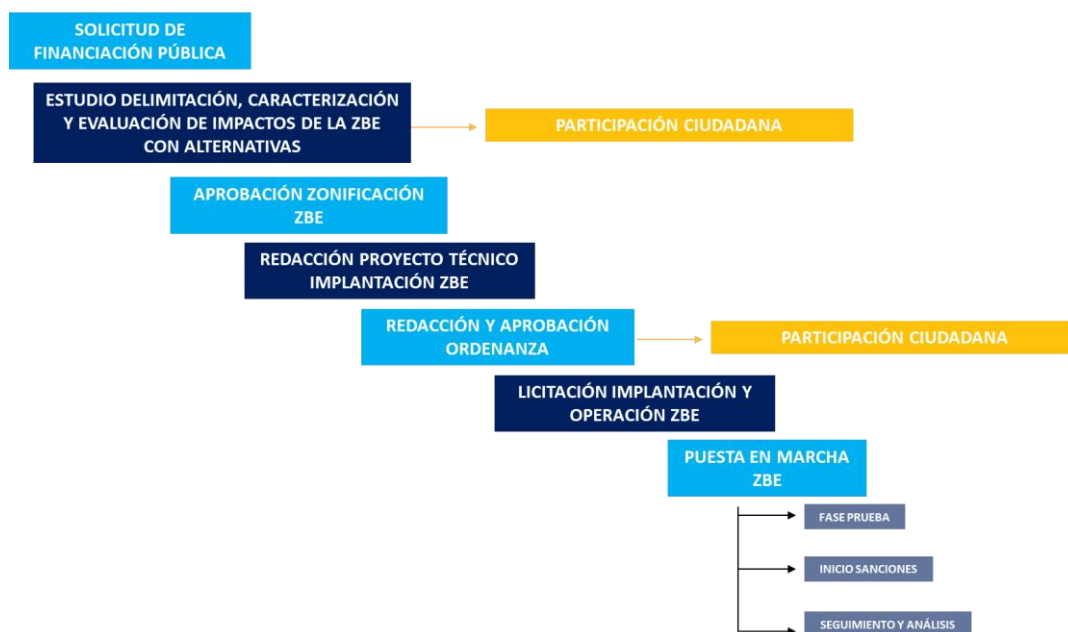 SOLICITUD DE
FINANCIACIÓN PÚBLICA
ESTUDIO DELIMITACIÓN, CARACTERIZACIÓN
Y EVALUACIÓN DE IMPACTOS DE LA ZBE
CON ALTERNATIVAS
PARTICIPACIÓN CIUDADANA
APROBACIÓN ZONIFICACIÓN
ZBE
REDACCIÓN PROYECTO TÉCNICO
IMPLANTACIÓN ZBE
REDACCIÓN Y APROBACIÓN
ORDENANZA
PARTICIPACIÓN CIUDADANA
LICITACIÓN IMPLANTACIÓN Y
OPERACIÓN ZBE
PUESTA EN MARCHA
ZBE
FASE PRUEBA
INICIO SANCIONES
SEGUIMIENTO Y ANÁLISIS